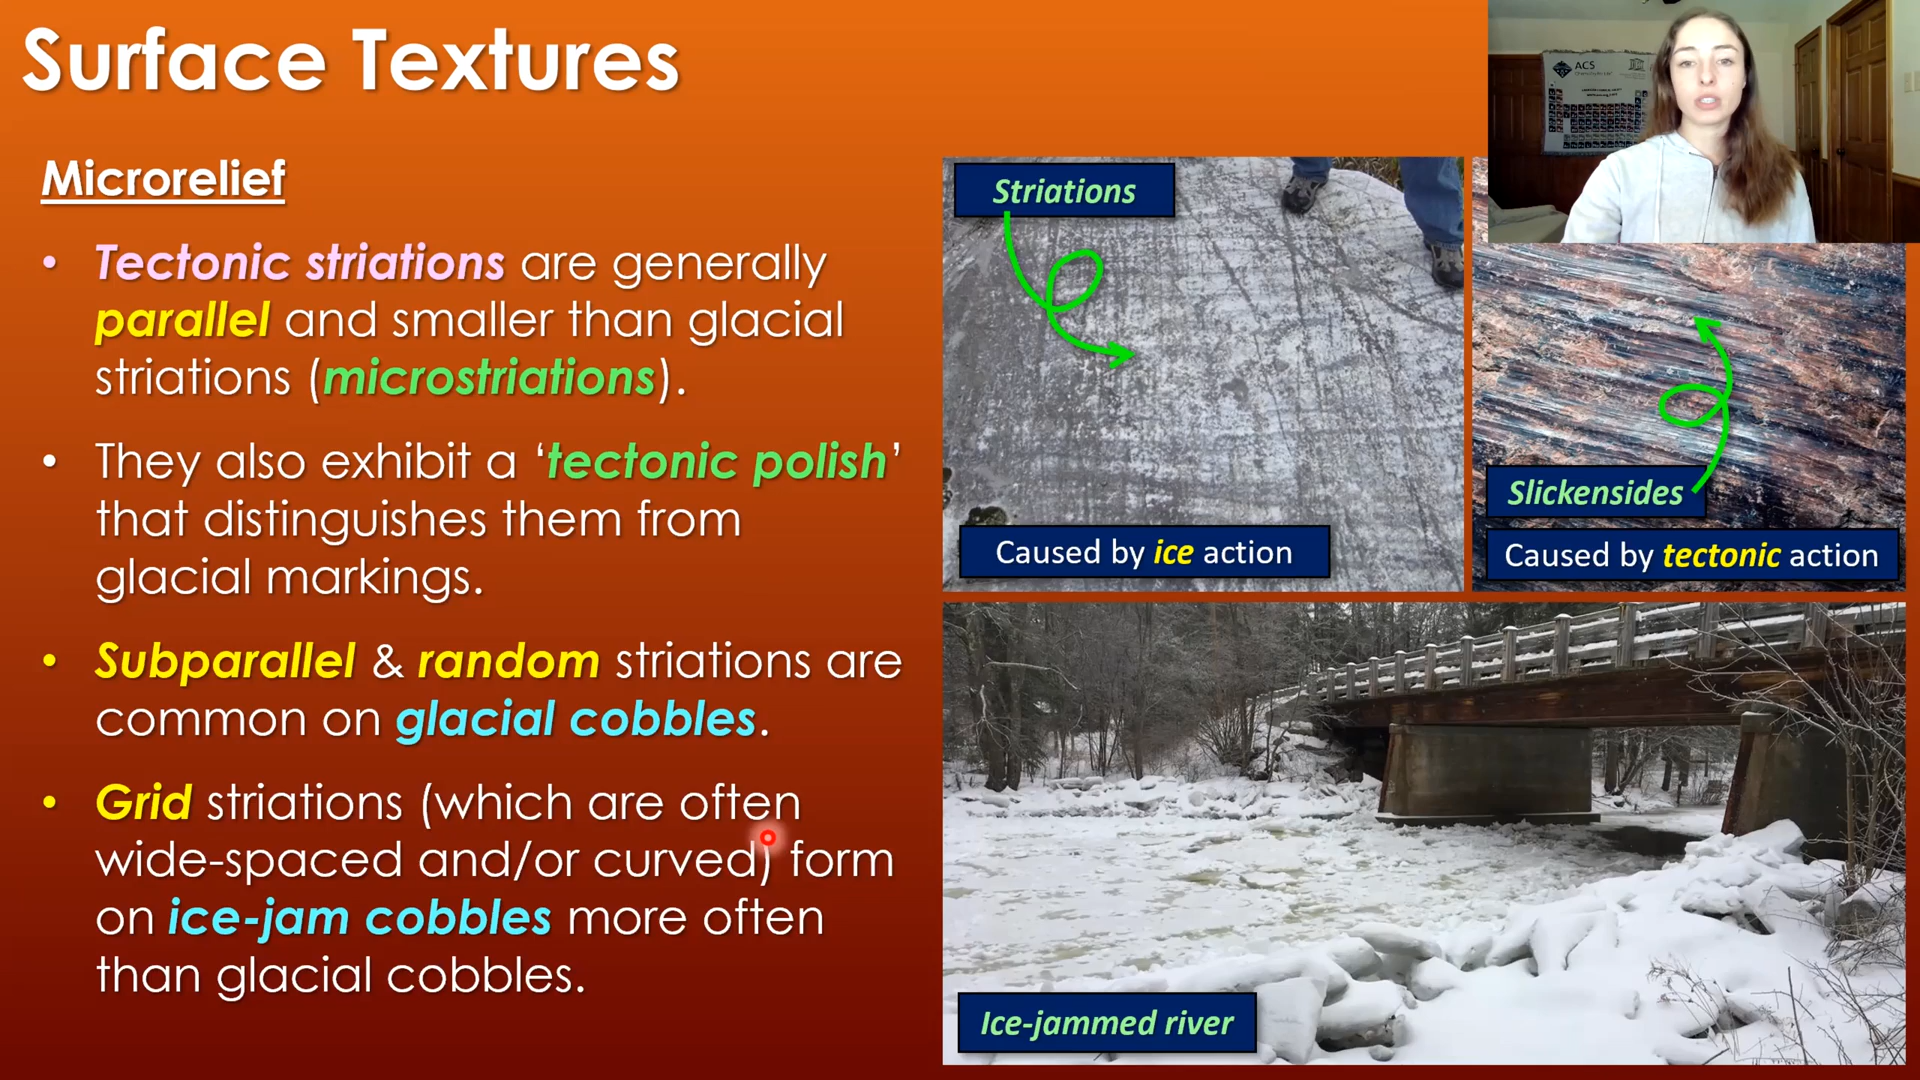 Surface Textures
Microrelief
• Tectonic striations are generally
parallel and smaller than glacial
striations (microstriations).
• They also exhibit a ‘tectonic polish’
that distinguishes them from
glacial markings.
• Subparallel & random striations are
common on glacial cobbles.
• Grid striations (which are often
wide-spaced and/or curved) form
on ice-jam cobbles more often
than glacial cobbles.
Striations
Caused by ice action
Slickensides
Caused by tectonic action
Ice-jammed river
ACS